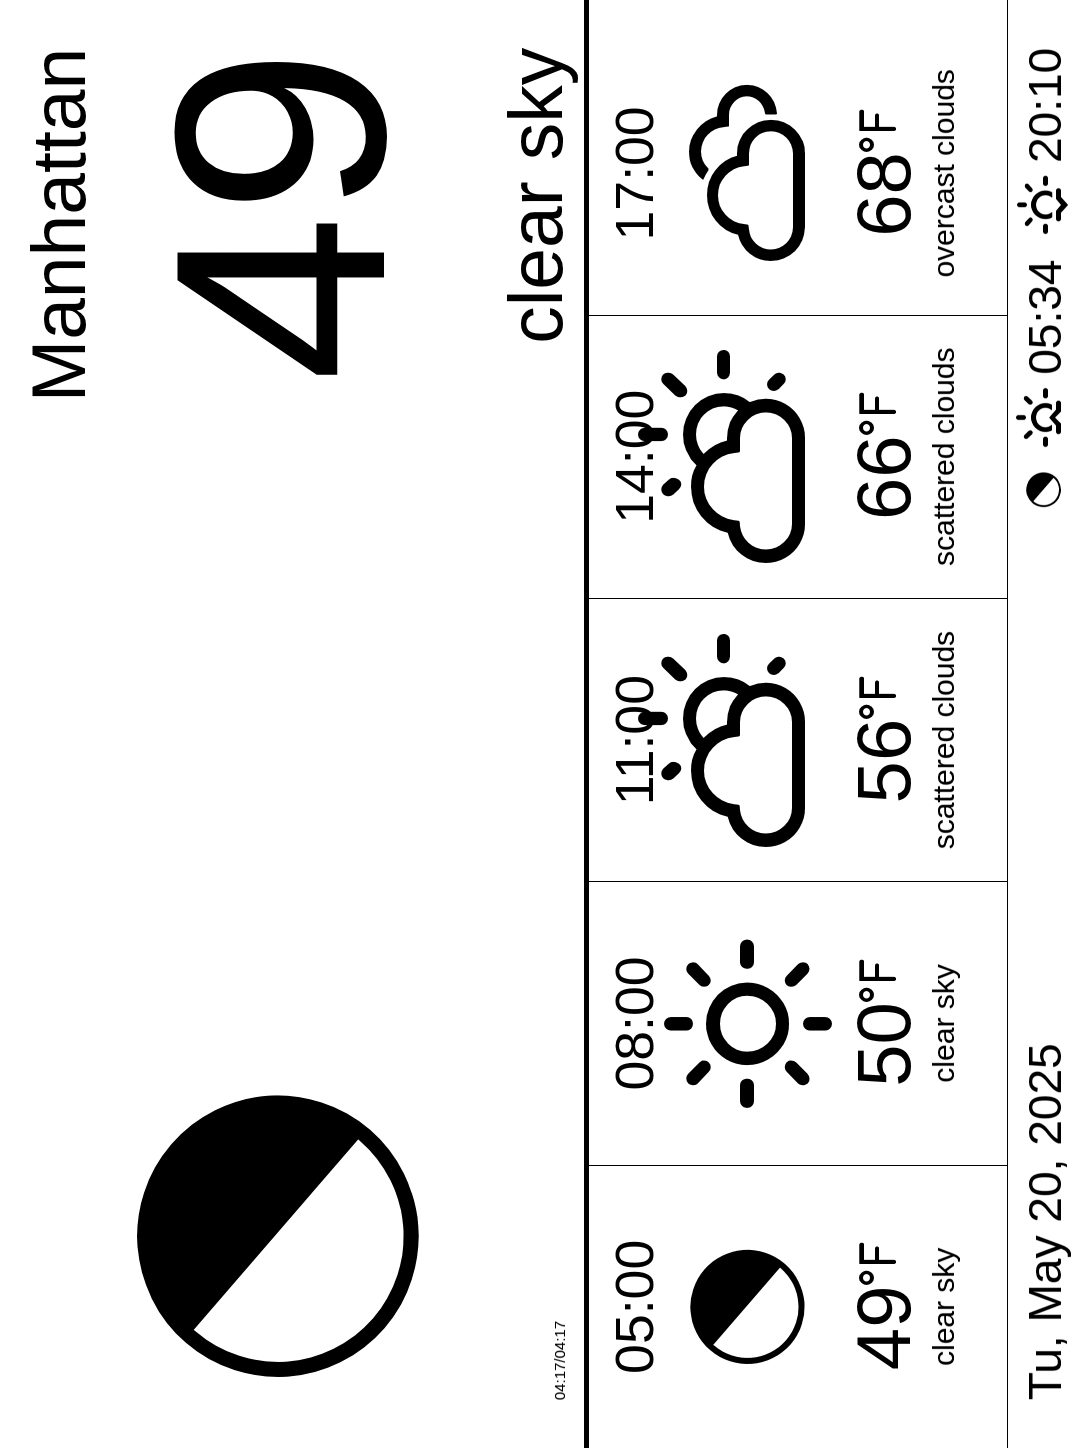 Manhattan
49
clear sky
04:17/04:17
05:00
08:00
11:00
14:00
17:00
49°F
50°F
56°F
66°F
68°F
clear sky
clear sky
scattered clouds
scattered clouds
overcast clouds
Tu, May 20, 2025
05:34
20:10